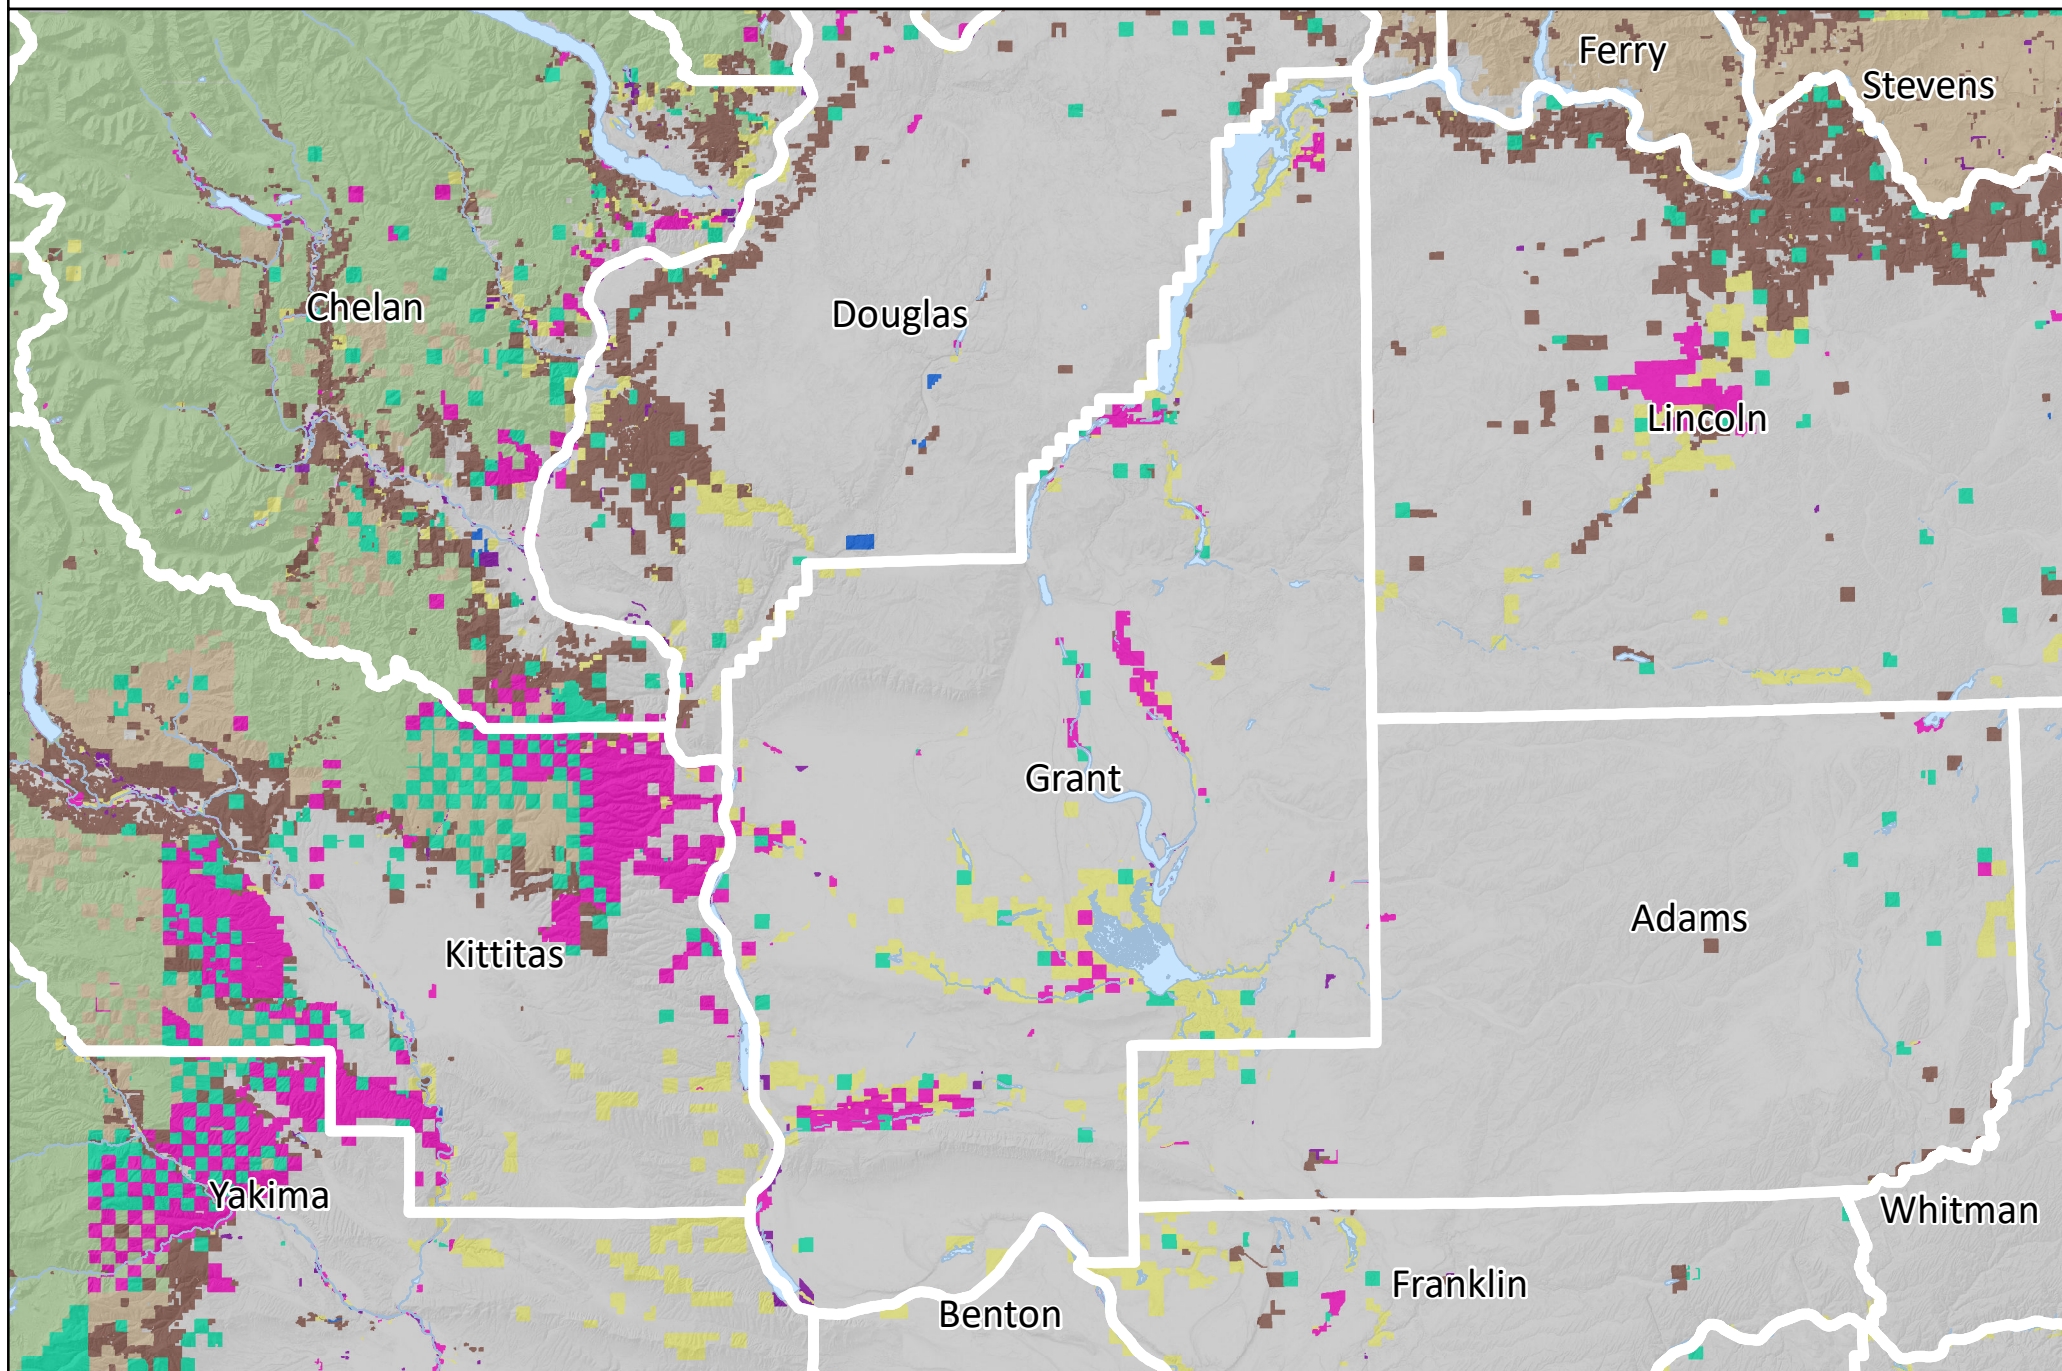 Ferry
Stevens
Chelan
Douglas
Lincoln
Grant
Adams
Kittitas
Yakima
Whitman
Franklin
Benton